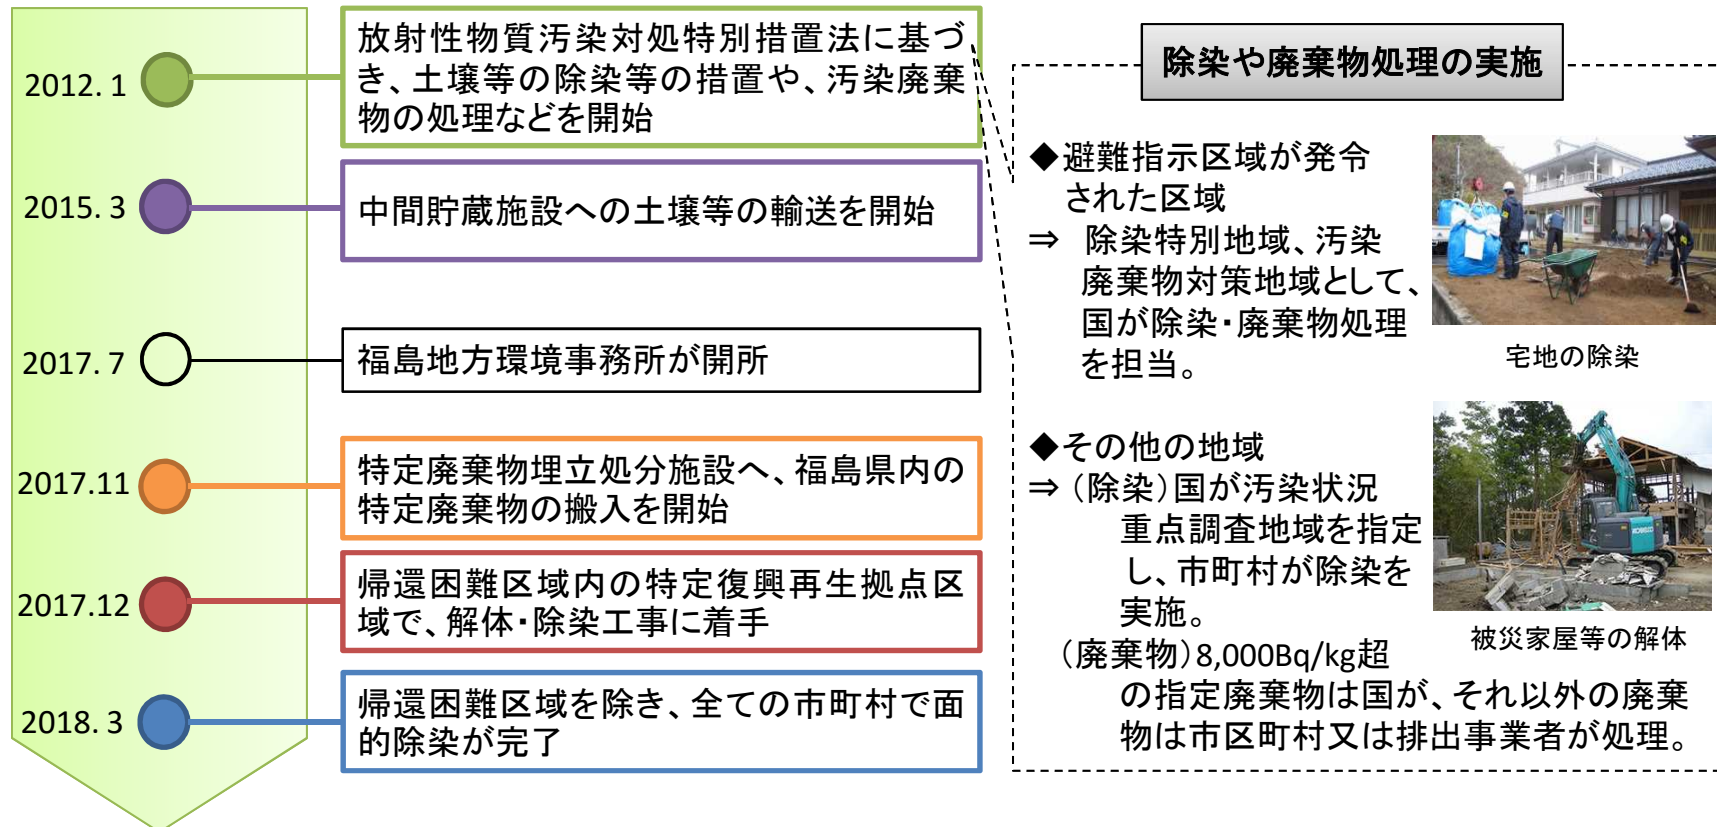 2012. 1
放射性物質汚染対処特別措置法に基づ
き、土壌等の除染等の措置や、汚染廃棄
物の処理などを開始
2015. 3
中間貯蔵施設への土壌等の輸送を開始
2017. 7
福島地方環境事務所が開所
2017.11
特定廃棄物埋立処分施設へ、福島県内の
特定廃棄物の搬入を開始
2017.12
帰還困難区域内の特定復興再生拠点区
域で、解体・除染工事に着手
2018. 3
帰還困難区域を除き、全ての市町村で面
的除染が完了
除染や廃棄物処理の実施
◆避難指示区域が発令
された区域
⇒ 除染特別地域、汚染
廃棄物対策地域として、
国が除染・廃棄物処理
を担当。
宅地の除染
◆その他の地域
⇒（除染）国が汚染状況
重点調査地域を指定
し、市町村が除染を
実施。
（廃棄物）8,000Bq/kg超
の指定廃棄物は国が、それ以外の廃棄
物は市区町村又は排出事業者が処理。
KOBELCO
被災家屋等の解体